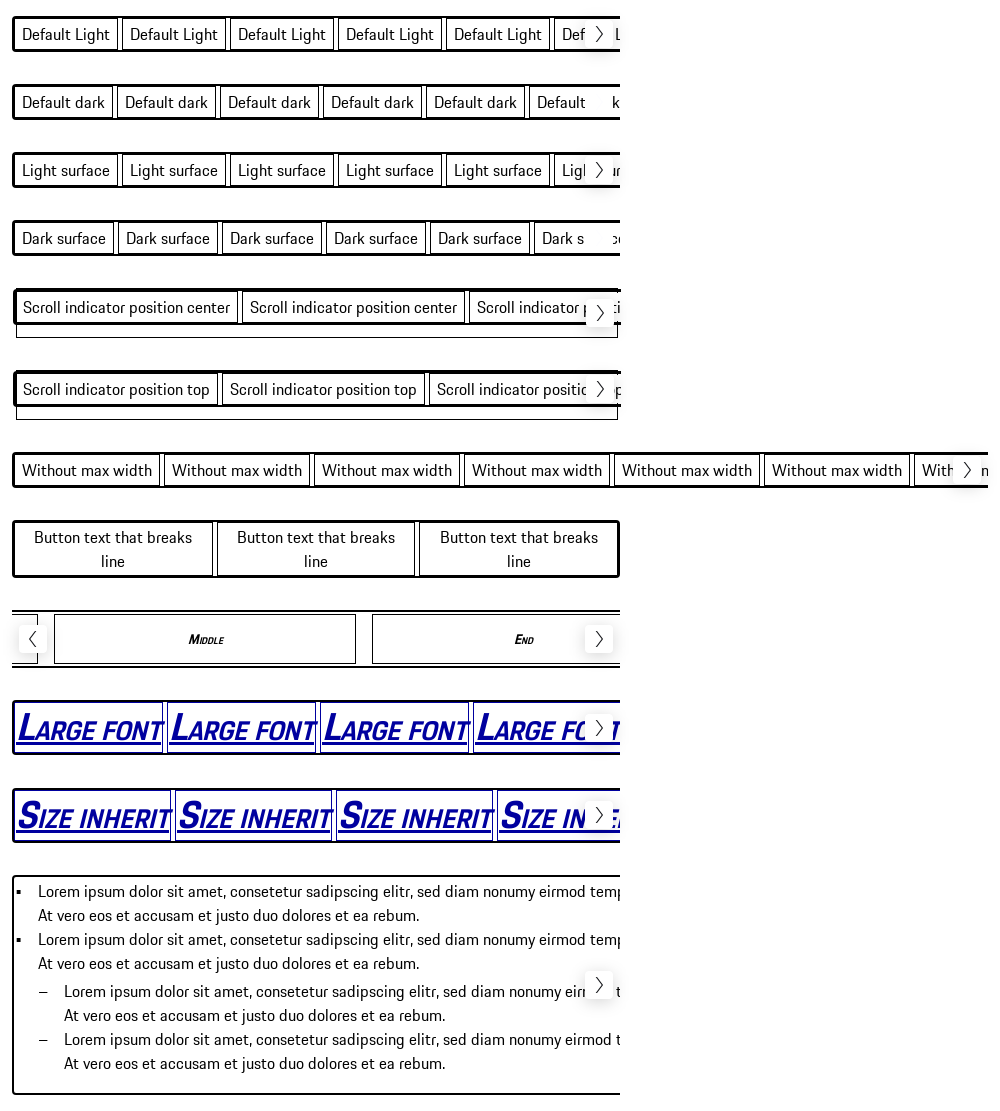 Default Light Default Light Default Light Default Light Default Light Def L
Default dark Default dark Default dark Default dark Default dark Default k
Light surface Light surface Light surface Light surface Light surface Lig ur
Dark surface Dark surface Dark surface Dark surface Dark surface Dark s
Scroll indicator position center Scroll indicator position center Scroll indicator
Scroll indicator position top Scroll indicator position top Scroll indicator
Without max width Without max width Without max width Without max width Without max width Without max width With
Button text that breaks line Button text that breaks line Button text that breaks line
Middle End
Large font Large font Large font Large
Size inherit Size inherit Size inherit Size
▪ Lorem ipsum dolor sit amet, consetetur sadipscing elitr, sed diam nonumy eirmod temp
At vero eos et accusam et justo duo dolores et ea rebum.
▪ Lorem ipsum dolor sit amet, consetetur sadipscing elitr, sed diam nonumy eirmod temp
At vero eos et accusam et justo duo dolores et ea rebum.
– Lorem ipsum dolor sit amet, consetetur sadipscing elitr, sed diam nonumy
At vero eos et accusam et justo duo dolores et ea rebum.
– Lorem ipsum dolor sit amet, consetetur sadipscing elitr, sed diam nonumy eirmod t
At vero eos et accusam et justo duo dolores et ea rebum.